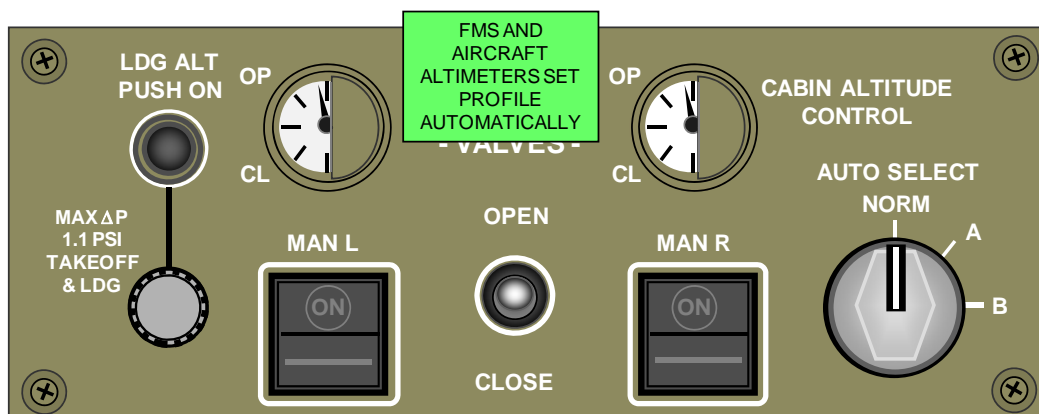 LDG ALT
PUSH ON
MAX ΔP
1.1 PSI
TAKEOFF
& LDG
OP
CL
MAN L
ON
FMS AND
AIRCRAFT
ALTIMETERS SET
PROFILE
AUTOMATICALLY
- VALVES -
OPEN
CLOSE
OP
CL
MAN R
ON
CABIN ALTITUDE
CONTROL
AUTO SELECT
NORM
A
B